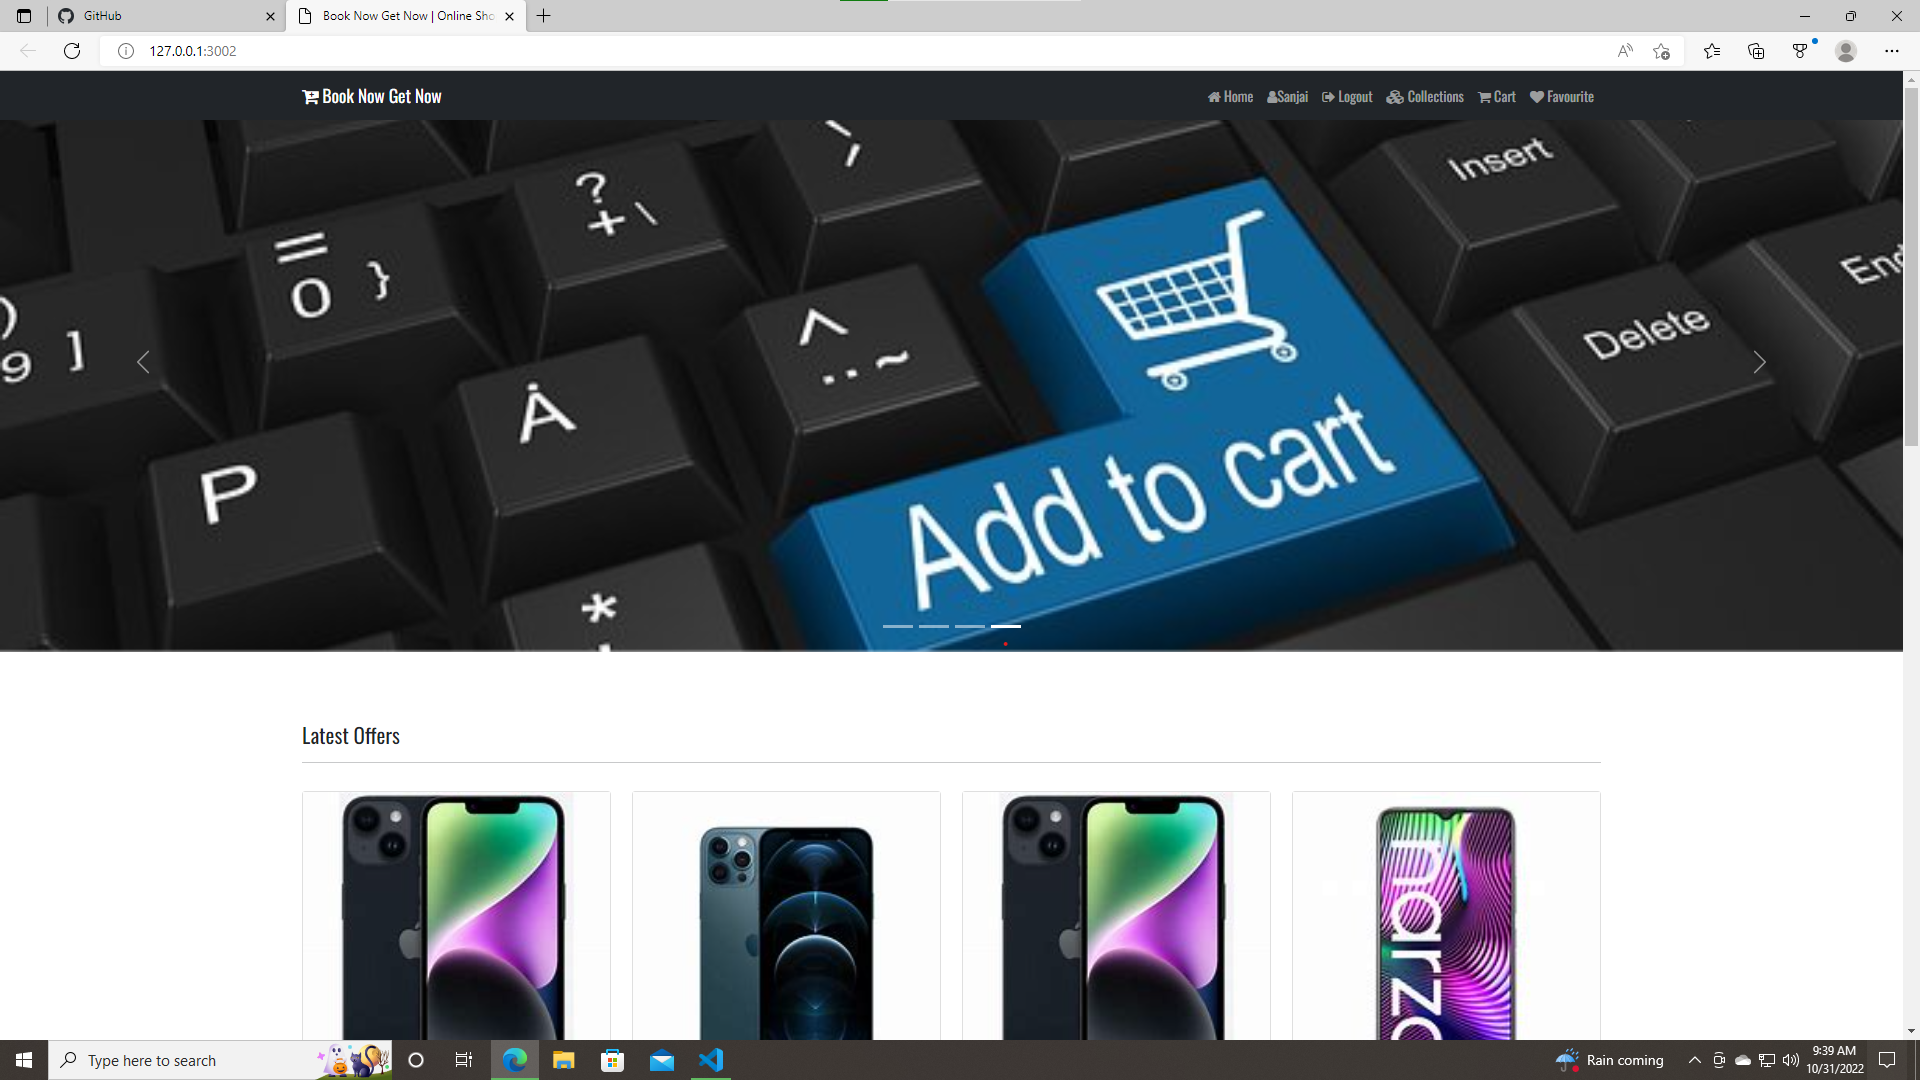 GitHub
Book Now Get Now | Online Sho
127.0.0.1:3002
Book Now Get Now
Home
Sanjai
Logout
Collections
Cart
Favourite
Insert
End
Delete
?
+ \
=
0 }
)
9 ]
^
.. ~
Å
P
*
Add to cart
Latest Offers
narzo
Type here to search
Rain coming
9:39 AM
10/31/2022